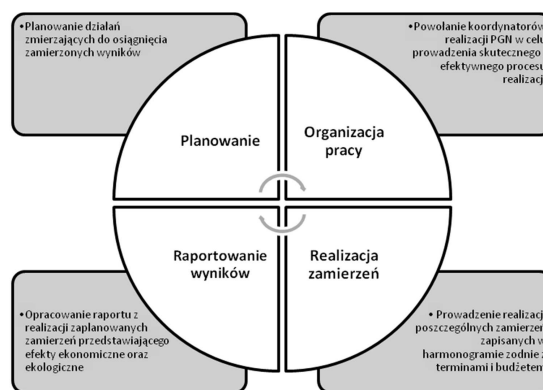 •Planowanie działań
zmierzających do osiągnięcia
zamierzonych wyników
•Powołanie koordynatorów
realizacji PGN w celu
prowadzenia skutecznego
efektywnego procesu
realizacj
Planowanie
Organizacja
pracy
Raportowanie
wyników
Realizacja
zamierzeń
•Opracowanie raportu z
realizacji zaplanowanych
zamierzeń przedstawiającego
efekty ekonomiczne oraz
ekologiczne
• Prowadzenie realizacj
poszczególnych zamierzeń
zapisanych w
harmonogramie zodnie z
terminami i budżetem